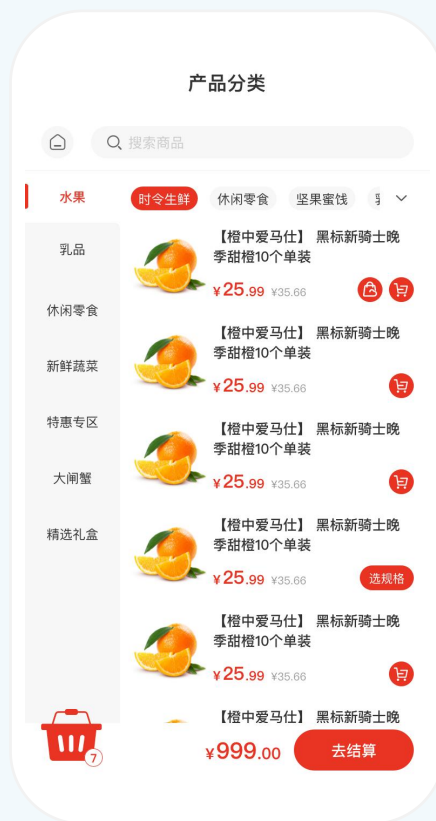 产品分类
搜索商品
水果
乳品
休闲零食
新鲜蔬菜
特惠专区
大闸蟹
精选礼盒
时令生鲜 休闲零食 坚果蜜饯
【橙中爱马仕】 黑标新骑士晚
季甜橙10个单装
¥25.99 ¥35.66
【橙中爱马仕】 黑标新骑士晚
季甜橙10个单装
¥25.99 ¥35.66
【橙中爱马仕】 黑标新骑士晚
季甜橙10个单装
¥25.99 ¥35.66
【橙中爱马仕】 黑标新骑士晚
季甜橙10个单装
¥25.99 ¥35.66 选规格
【橙中爱马仕】 黑标新骑士晚
季甜橙10个单装
¥25.99 ¥35.66
【橙中爱马仕】 黑标新骑士晚
7 ¥999.00 去结算